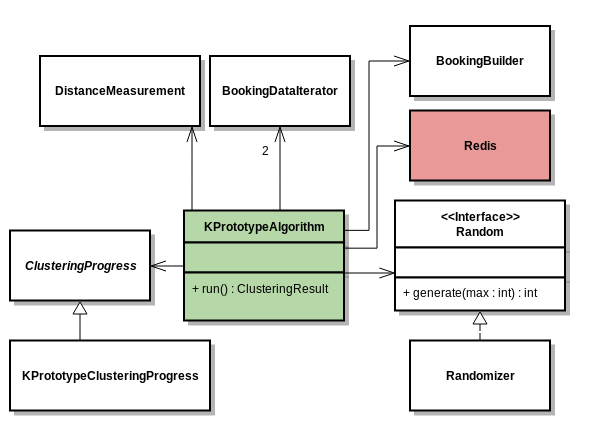 BookingBuilder
DistanceMeasurement
BookingDataIterator
Redis
2
KPrototypeAlgorithm
+ run() : ClusteringResult
<<Interface>>
Random
+ generate(max : int) : int
ClusteringProgress
KPrototypeClusteringProgress
Randomizer